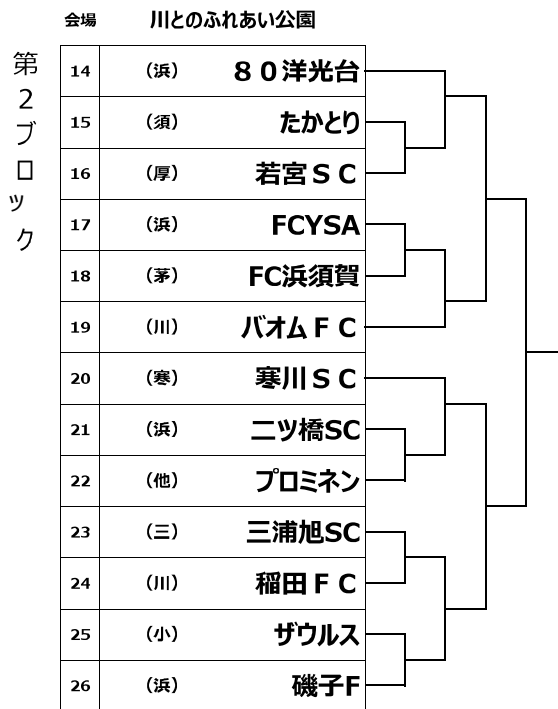 会場 川とのふれあい公園
第2ブロック
14 （浜） 80洋光台
15 （須） たかとり
16 （厚） 若宮ＳＣ
17 （浜） FCYSA
18 （茅） FC浜須賀
19 （川） バオムＦＣ
20 （寒） 寒川ＳＣ
21 （浜） 二ツ橋SC
22 （他） プロミネン
23 （三） 三浦旭SC
24 （川） 稲田ＦＣ
25 （小） ザウルス
26 （浜） 磯子F